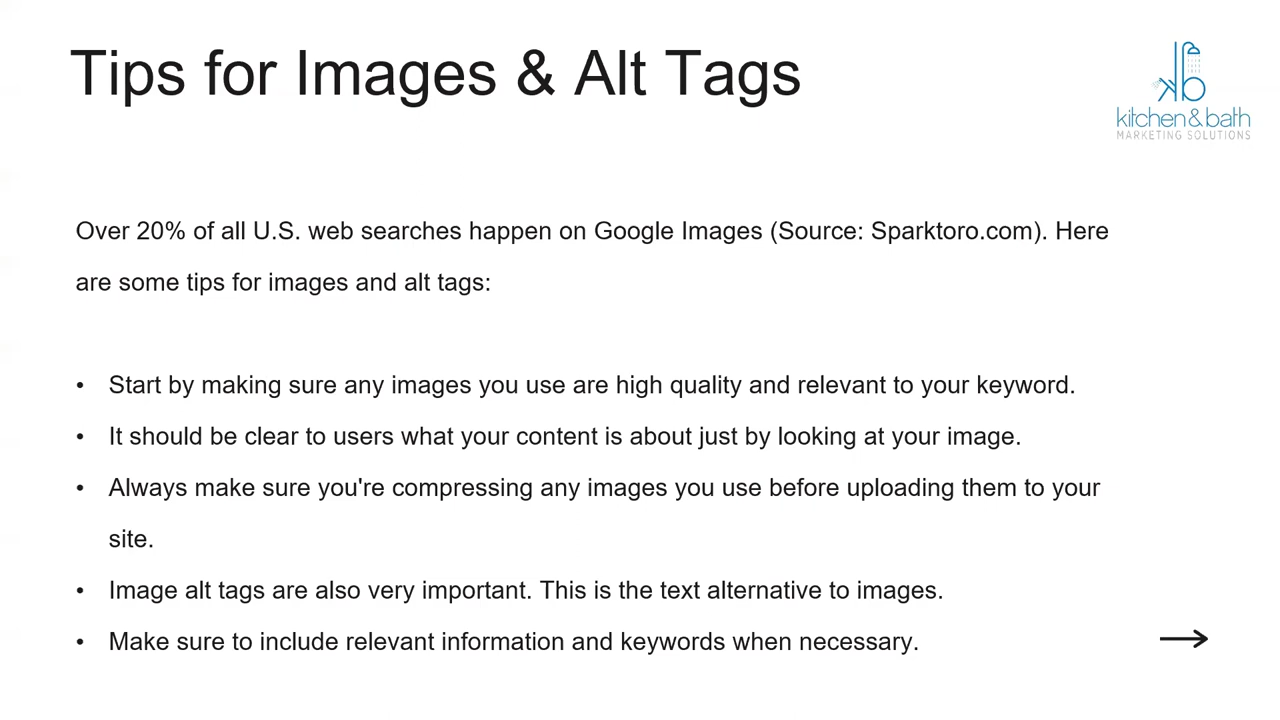 Tips for Images & Alt Tags
kitchen & bath
MARKETING SOLUTIONS
Over 20% of all U.S. web searches happen on Google Images (Source: Sparktoro.com). Here
are some tips for images and alt tags:
• Start by making sure any images you use are high quality and relevant to your keyword.
• It should be clear to users what your content is about just by looking at your image.
• Always make sure you're compressing any images you use before uploading them to your
site.
• Image alt tags are also very important. This is the text alternative to images.
• Make sure to include relevant information and keywords when necessary.